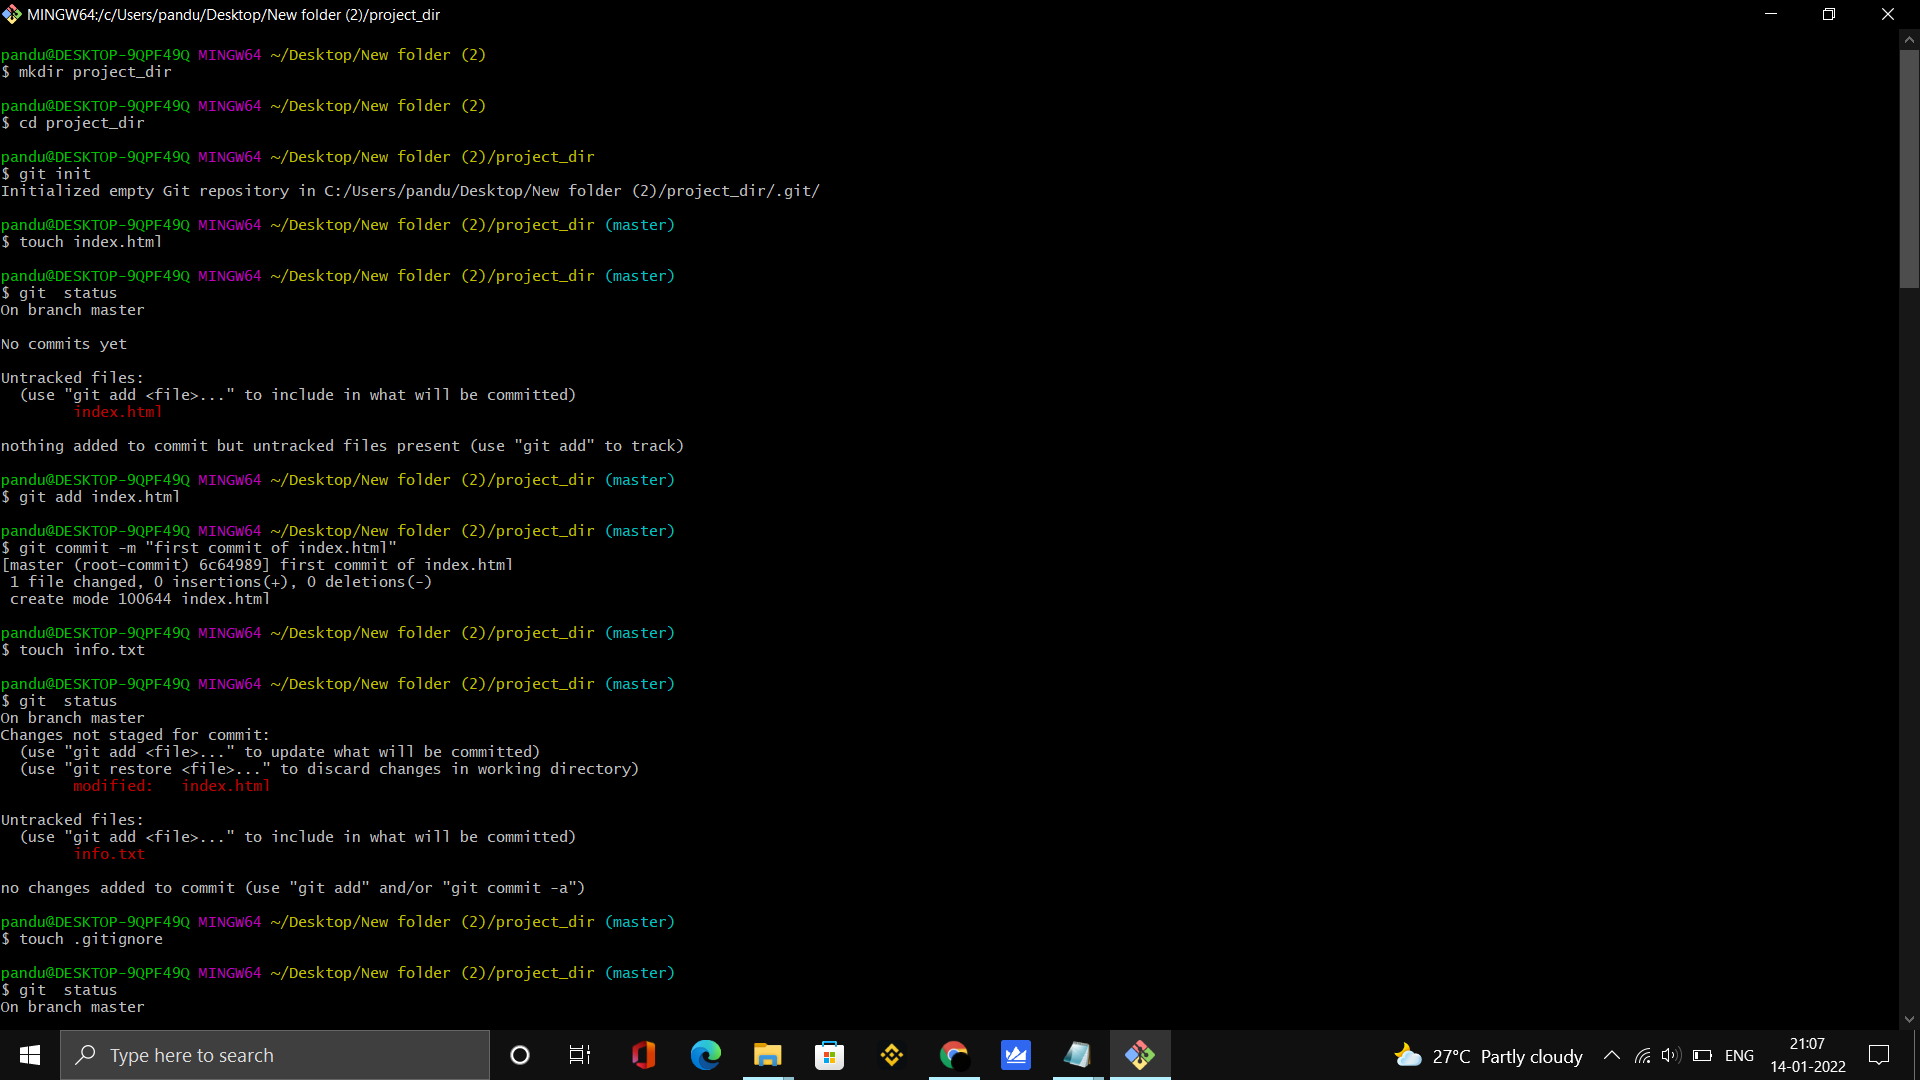 MINGW64:/c/Users/pandu/Desktop/New folder (2)/project_dir
pandu@DESKTOP-9QPF49Q MINGW64 ~/Desktop/New folder (2)
$ mkdir project_dir
pandu@DESKTOP-9QPF49Q MINGW64 ~/Desktop/New folder (2)
$ cd project_dir
pandu@DESKTOP-9QPF49Q MINGW64 ~/Desktop/New folder (2)/project_dir
$ git init
Initialized empty Git repository in C:/Users/pandu/Desktop/New folder (2)/project_dir/.git/
pandu@DESKTOP-9QPF49Q MINGW64 ~/Desktop/New folder (2)/project_dir (master)
$ touch index.html
pandu@DESKTOP-9QPF49Q MINGW64 ~/Desktop/New folder (2)/project_dir (master)
$ git  status
On branch master
No commits yet
Untracked files:
  (use "git add <file>..." to include in what will be committed)
        index.html
nothing added to commit but untracked files present (use "git add" to track)
pandu@DESKTOP-9QPF49Q MINGW64 ~/Desktop/New folder (2)/project_dir (master)
$ git add index.html
pandu@DESKTOP-9QPF49Q MINGW64 ~/Desktop/New folder (2)/project_dir (master)
$ git commit -m "first commit of index.html"
[master (root-commit) 6c64989] first commit of index.html
 1 file changed, 0 insertions(+), 0 deletions(-)
 create mode 100644 index.html
pandu@DESKTOP-9QPF49Q MINGW64 ~/Desktop/New folder (2)/project_dir (master)
$ touch info.txt
pandu@DESKTOP-9QPF49Q MINGW64 ~/Desktop/New folder (2)/project_dir (master)
$ git  status
On branch master
Changes not staged for commit:
  (use "git add <file>..." to update what will be committed)
  (use "git restore <file>..." to discard changes in working directory)
        modified:   index.html
Untracked files:
  (use "git add <file>..." to include in what will be committed)
        info.txt
no changes added to commit (use "git add" and/or "git commit -a")
pandu@DESKTOP-9QPF49Q MINGW64 ~/Desktop/New folder (2)/project_dir (master)
$ touch .gitignore
pandu@DESKTOP-9QPF49Q MINGW64 ~/Desktop/New folder (2)/project_dir (master)
$ git  status
On branch master
Type here to search
27°C Partly cloudy
ENG
21:07
14-01-2022